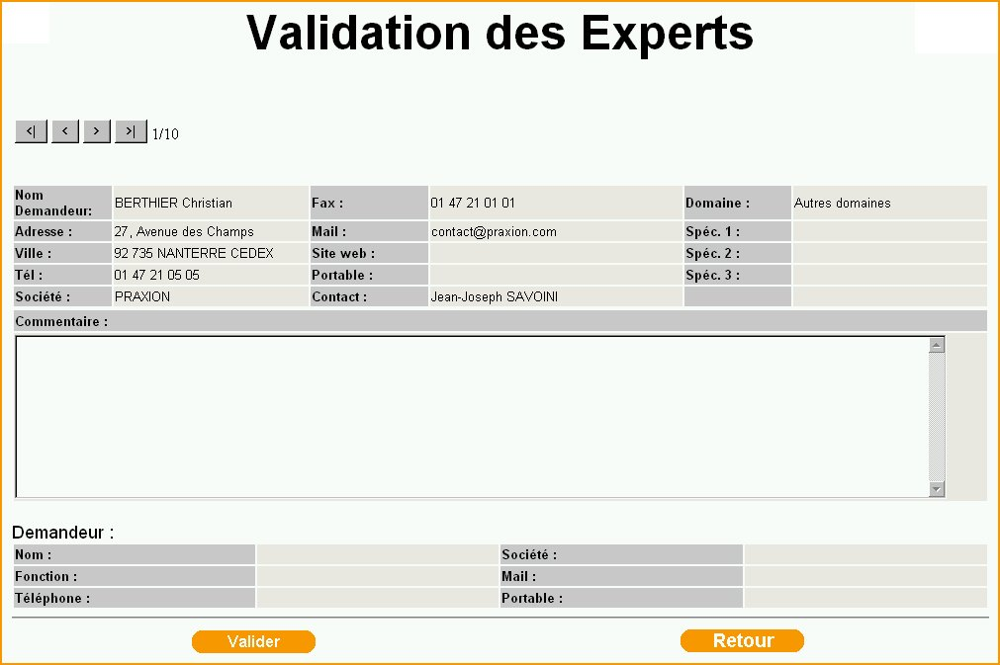 Validation des Experts
<| < > >| 1/10
Nom Demandeur: BERTHIER Christian Fax : 01 47 21 01 01 Domaine : Autres domaines
Adresse : 27, Avenue des Champs Mail : contact@praxion.com Spéc. 1 :
Ville : 92 735 NANTERRE CEDEX Site web : Spéc. 2 :
Tél : 01 47 21 05 05 Portable : Spéc. 3 :
Société : PRAXION Contact : Jean-Joseph SAVOINI
Commentaire :
Demandeur :
Nom : Société :
Fonction : Mail :
Téléphone : Portable :
Valider Retour